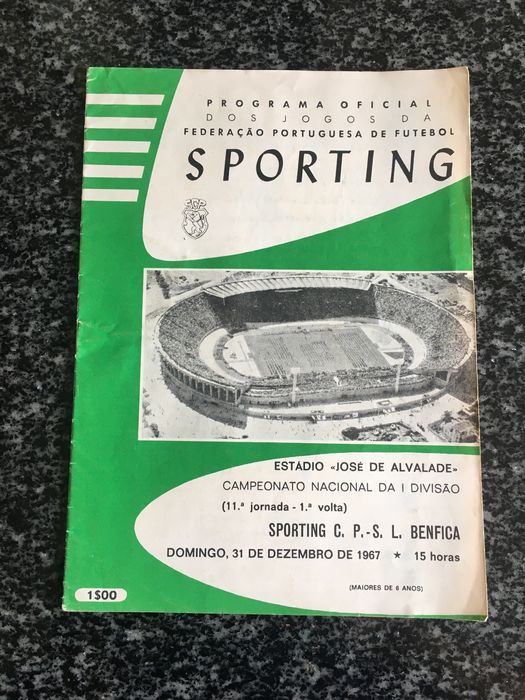 PROGRAMA OFICIAL
DOS JOGOS DA
FEDERAÇÃO PORTUGUESA DE FUTEBOL
SPORTING
SCP
ESTÁDIO «JOSÉ DE ALVALADE»
CAMPEONATO NACIONAL DA I DIVISÃO
(11.ª jornada - 1.ª volta)
SPORTING C. P.-S. L. BENFICA
DOMINGO, 31 DE DEZEMBRO DE 1967 ★ 15 horas
(MAIORES DE 6 ANOS)
1$00